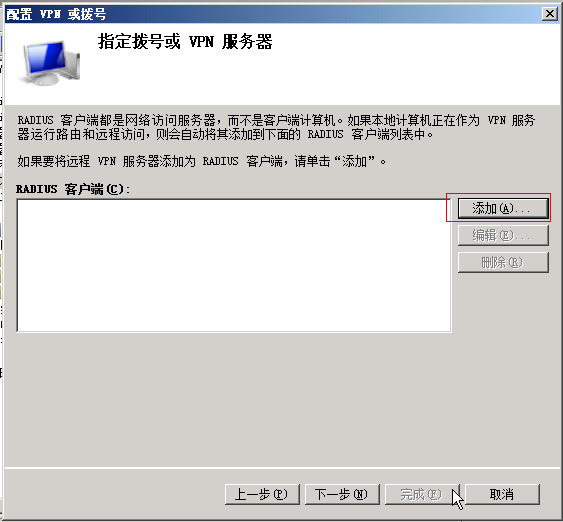 配置 VPN 或拨号
指定拨号或 VPN 服务器
RADIUS 客户端都是网络访问服务器，而不是客户端计算机。如果本地计算机正在作为 VPN 服务
器运行路由和远程访问，则会自动将其添加到下面的 RADIUS 客户端列表中。
如果要将远程 VPN 服务器添加为 RADIUS 客户端，请单击“添加”。
RADIUS 客户端(C):
添加(A)...
编辑(E)...
删除(R)
上一步(P)
下一步(N)
完成(F)
取消